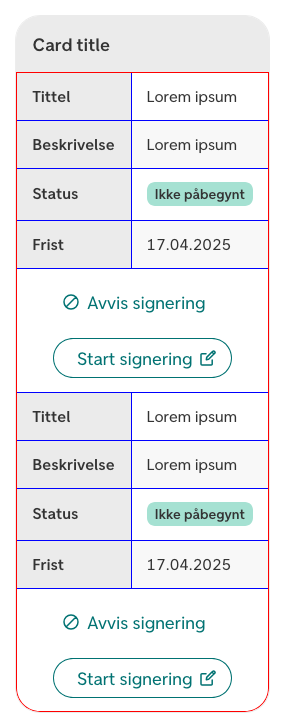 Card title
Tittel Lorem ipsum
Beskrivelse Lorem ipsum
Status Ikke påbegynt
Frist 17.04.2025
Avvis signering
Start signering
Tittel Lorem ipsum
Beskrivelse Lorem ipsum
Status Ikke påbegynt
Frist 17.04.2025
Avvis signering
Start signering